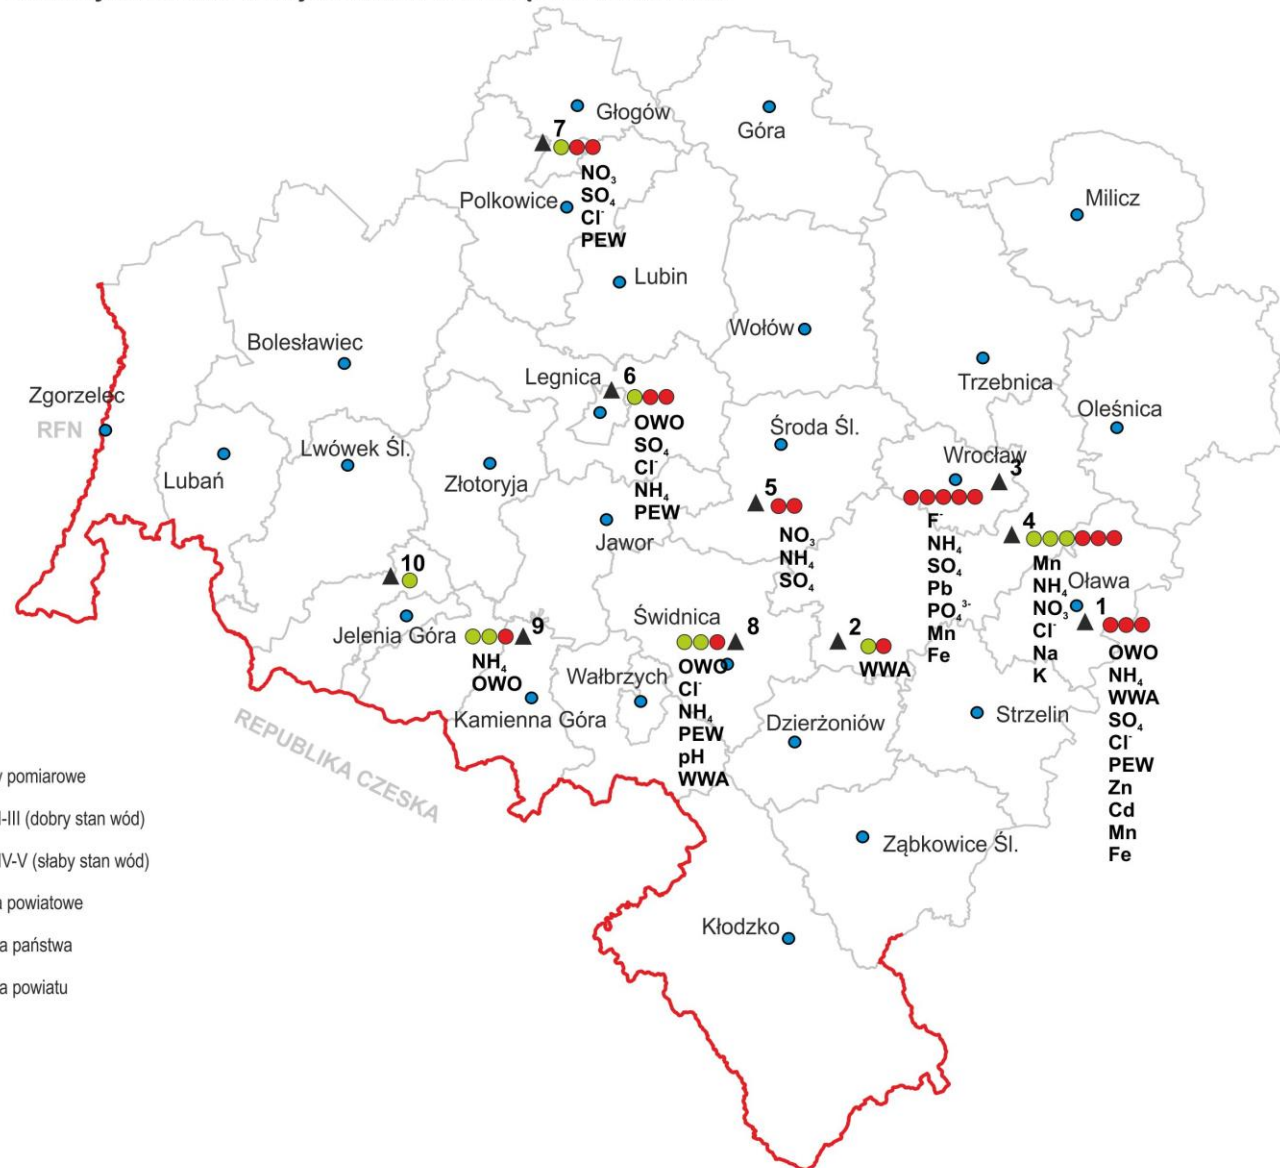 Głogów
Góra
7
NO₃
SO₄
Cl⁻
PEW
Polkowice
Milicz
Lubin
Wołów
Bolesławiec
Trzebnica
Zgorzelec
RFN
Legnica
6
OWO
SO₄
Cl⁻
NH₄
PEW
Oleśnica
Środa Śl.
Lubań
Lwówek Śl.
Złotoryja
Wrocław
3
F⁻
NH₄
SO₄
Pb
PO₄³⁻
Mn
Fe
5
NO₃
NH₄
SO₄
Jawor
4
Mn
NH₄
NO₃
Cl⁻
Na
K
Oława
10
Jelenia Góra
9
NH₄
OWO
Kamienna Góra
Świdnica
8
OWO
Cl⁻
NH₄
PEW
pH
WWA
Wałbrzych
2
WWA
1
OWO
NH₄
WWA
SO₄
Cl⁻
PEW
Zn
Cd
Mn
Fe
Dzierżoniów
Strzelin
REPUBLIKA CZESKA
pomiarowe
-III (dobry stan wód)
IV-V (słaby stan wód)
powiatowe
państwa
powiatu
Ząbkowice Śl.
Kłodzko